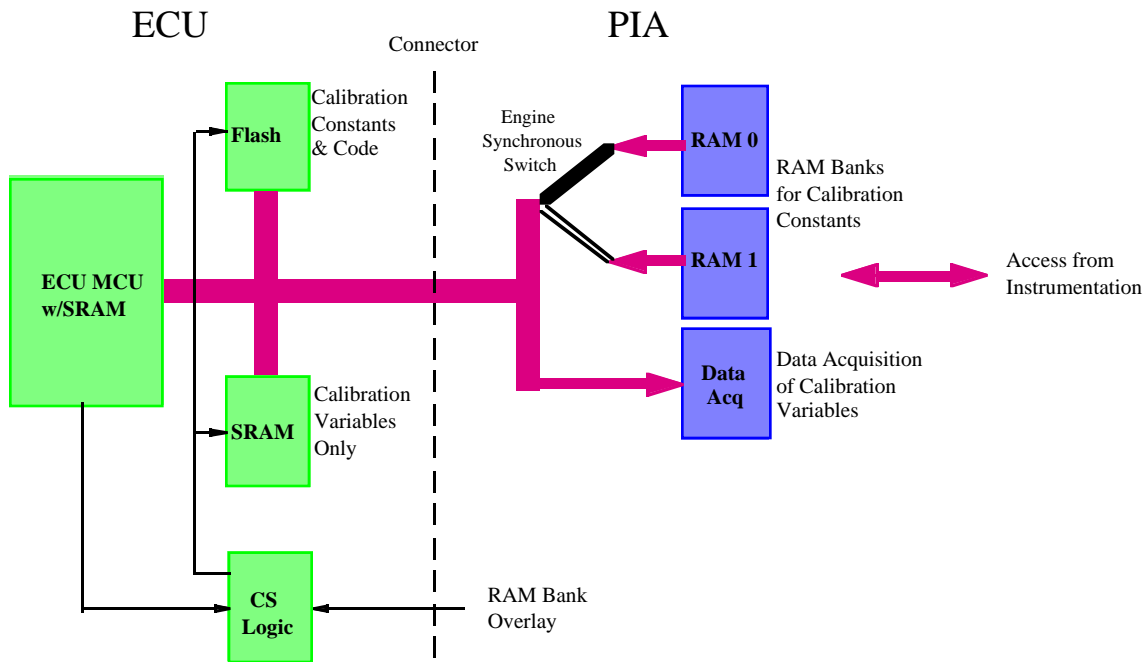 ECU
PIA
Connector
Flash
Calibration
Constants
& Code
Engine
Synchronous
Switch
RAM 0
RAM Banks
for Calibration
Constants
RAM 1
ECU MCU
w/SRAM
Access from
Instrumentation
SRAM
Calibration
Variables
Only
Data
Acq
Data Acquisition
of Calibration
Variables
CS
Logic
RAM Bank
Overlay